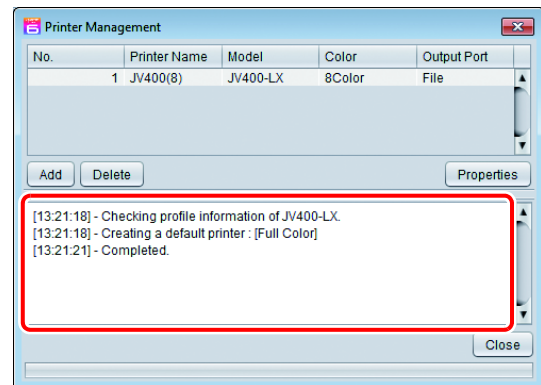 Printer Management
No. Printer Name Model Color Output Port
1 JV400(8) JV400-LX 8Color File
Add Delete Properties
[13:21:18] - Checking profile information of JV400-LX.
[13:21:18] - Creating a default printer : [Full Color]
[13:21:21] - Completed.
Close